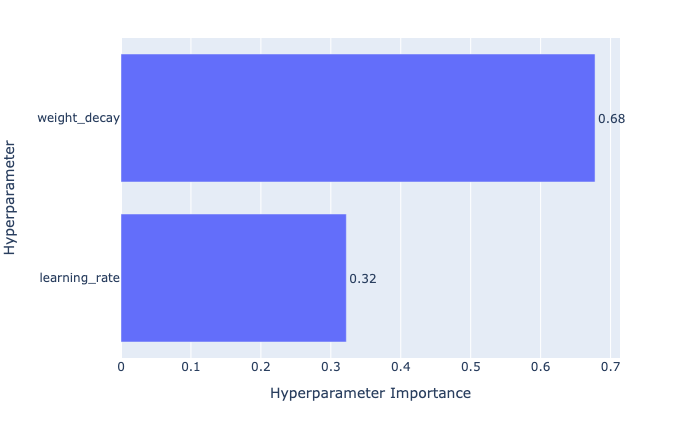 Hyperparameter
weight_decay
0.68
learning_rate
0.32
0 0.1 0.2 0.3 0.4 0.5 0.6 0.7
Hyperparameter Importance